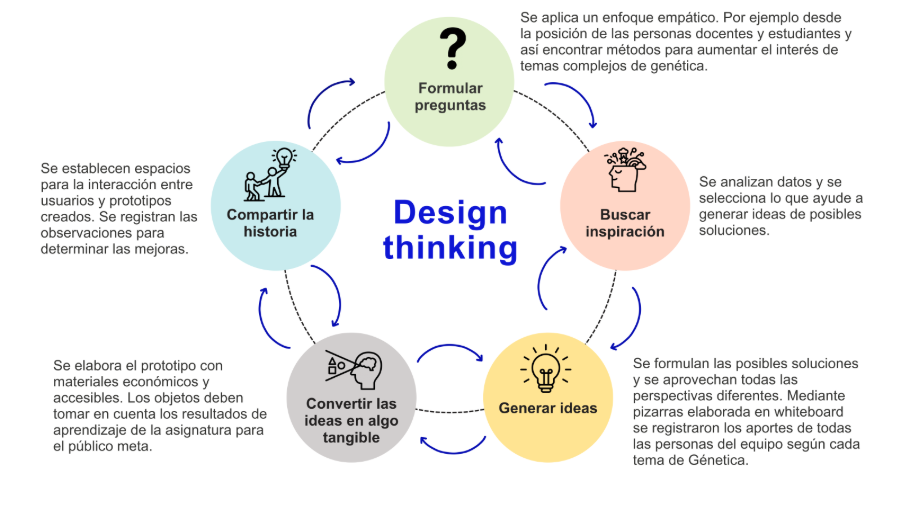 Se aplica un enfoque empático. Por ejemplo desde
la posición de las personas docentes y estudiantes y
así encontrar métodos para aumentar el interés de
temas complejos de genética.
?
Formular
preguntas
Se analizan datos y se
selecciona lo que ayude a
generar ideas de posibles
soluciones.
Buscar
inspiración
Se formulan las posibles soluciones
y se aprovechan todas las
perspectivas diferentes. Mediante
pizarras elaborada en whiteboard
se registraron los aportes de todas
las personas del equipo según cada
tema de Génetica.
Generar ideas
Se elabora el prototipo con
materiales económicos y
accesibles. Los objetos deben
tomar en cuenta los resultados de
aprendizaje de la asignatura para
el público meta.
Convertir las
ideas en algo
tangible
Se establecen espacios
para la interacción entre
usuarios y prototipos
creados. Se registran las
observaciones para
determinar las mejoras.
Compartir la
historia
Design
thinking